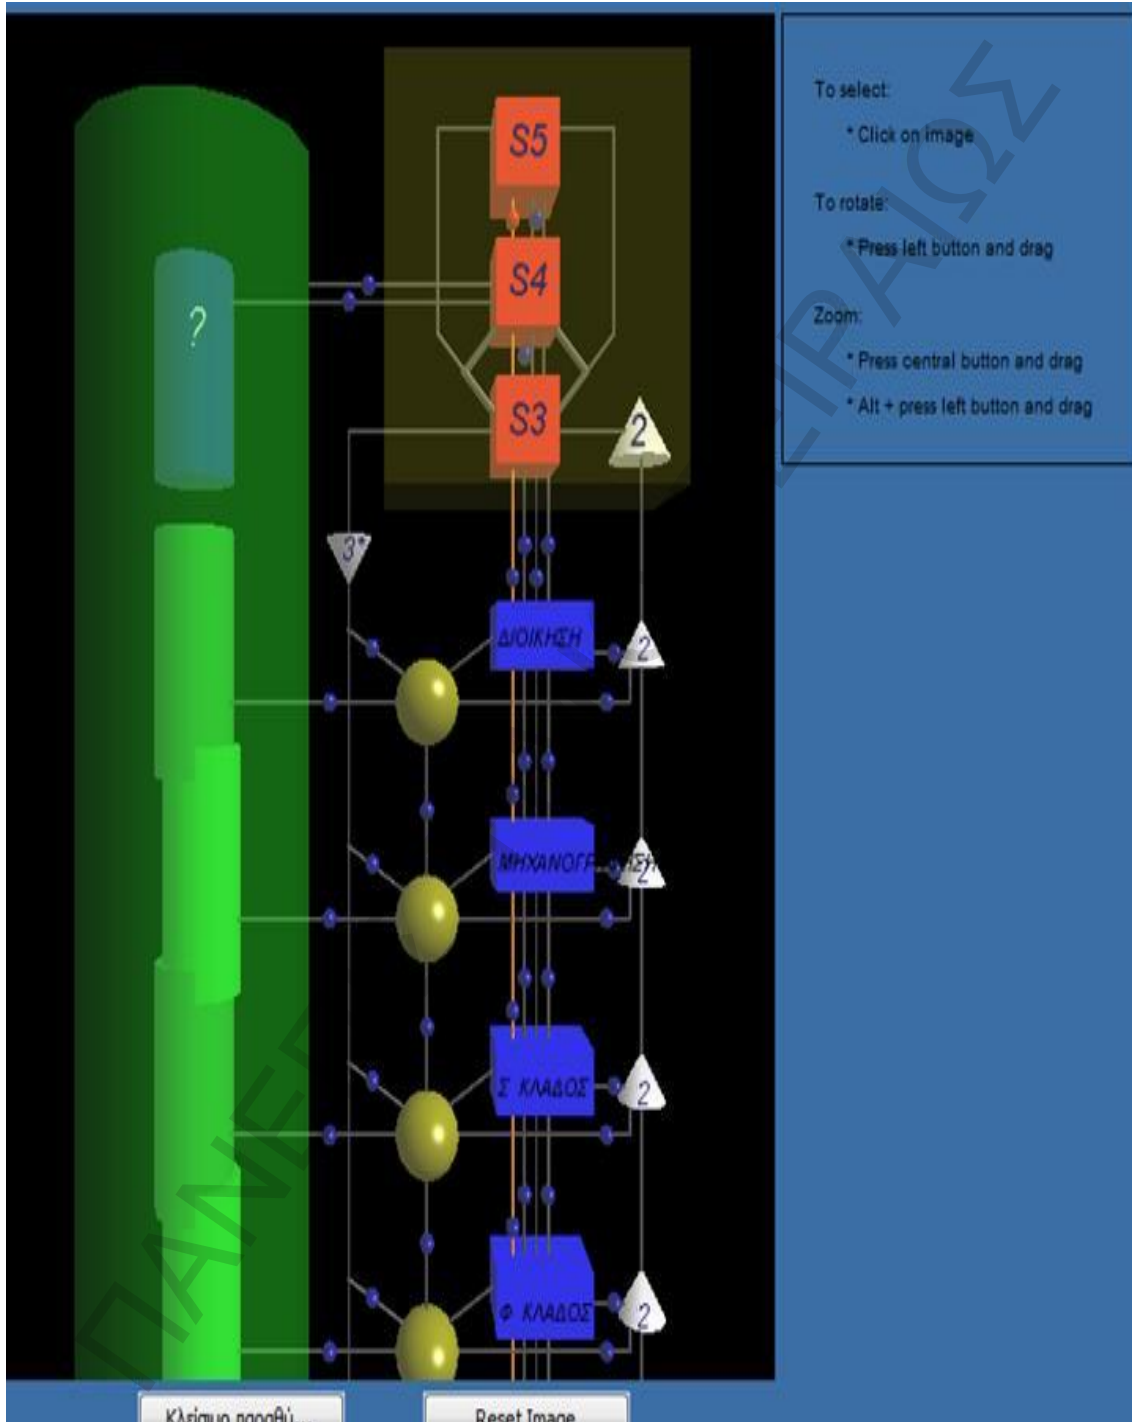 To select:
* Click on image
To rotate:
* Press left button and drag
Zoom:
* Press central button and drag
* Alt + press left button and drag
S5
S4
?
S3
2
3*
ΔΙΟΙΚΗΣΗ
2
2
Σ ΚΛΑΔΟΣ
2
Φ ΚΛΑΔΟΣ
2
Κλείσιμο
Reset Image